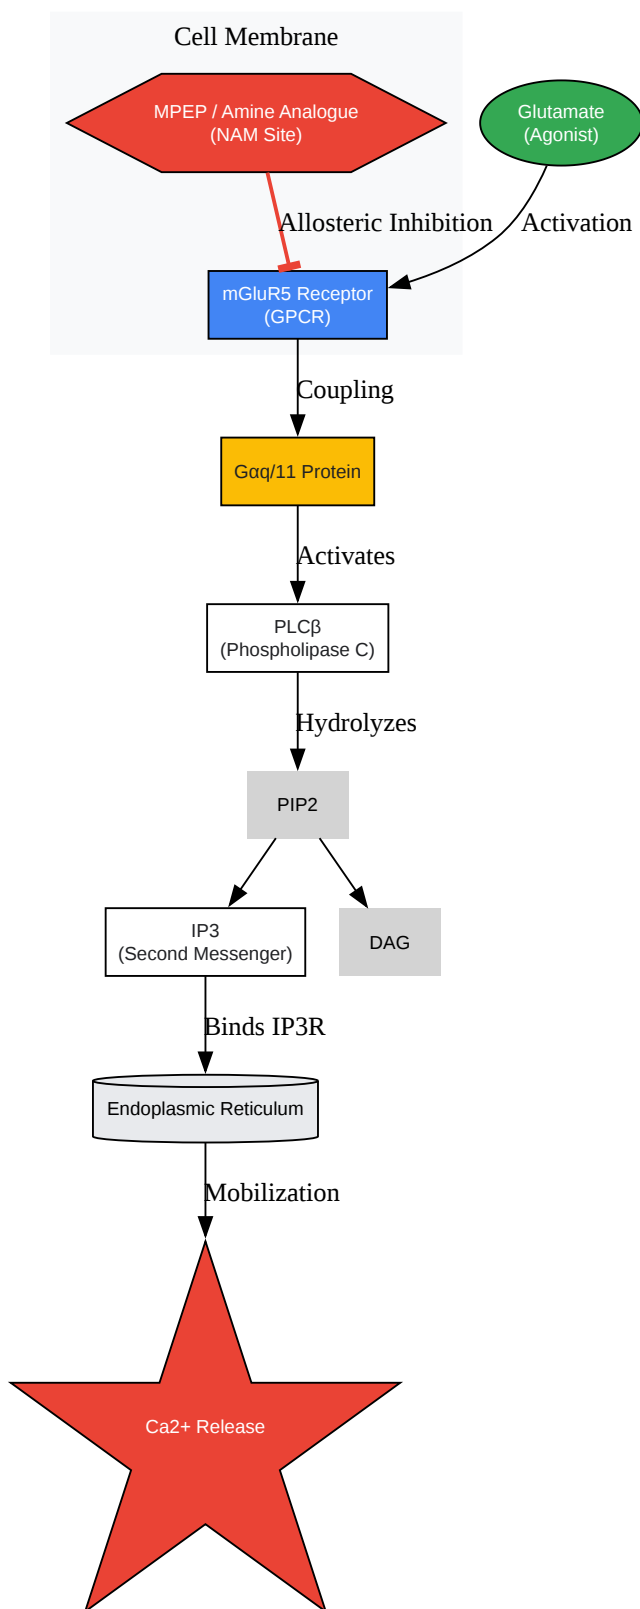 Cell Membrane
MPEP / Amine Analogue
(NAM Site)
Glutamate
(Agonist)
Allosteric Inhibition
Activation
mGluR5 Receptor
(GPCR)
Coupling
Gαq/11 Protein
Activates
PLCβ
(Phospholipase C)
Hydrolyzes
PIP2
IP3
(Second Messenger)
DAG
Binds IP3R
Endoplasmic Reticulum
Mobilization
Ca2+ Release